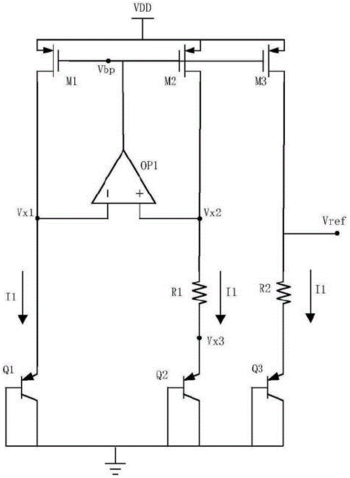 VDD
M1
Vbp
M2
M3
OP1
- +
Vx1
Vx2
Vref
I1
R1
I1
R2
I1
Vx3
Q1
Q2
Q3